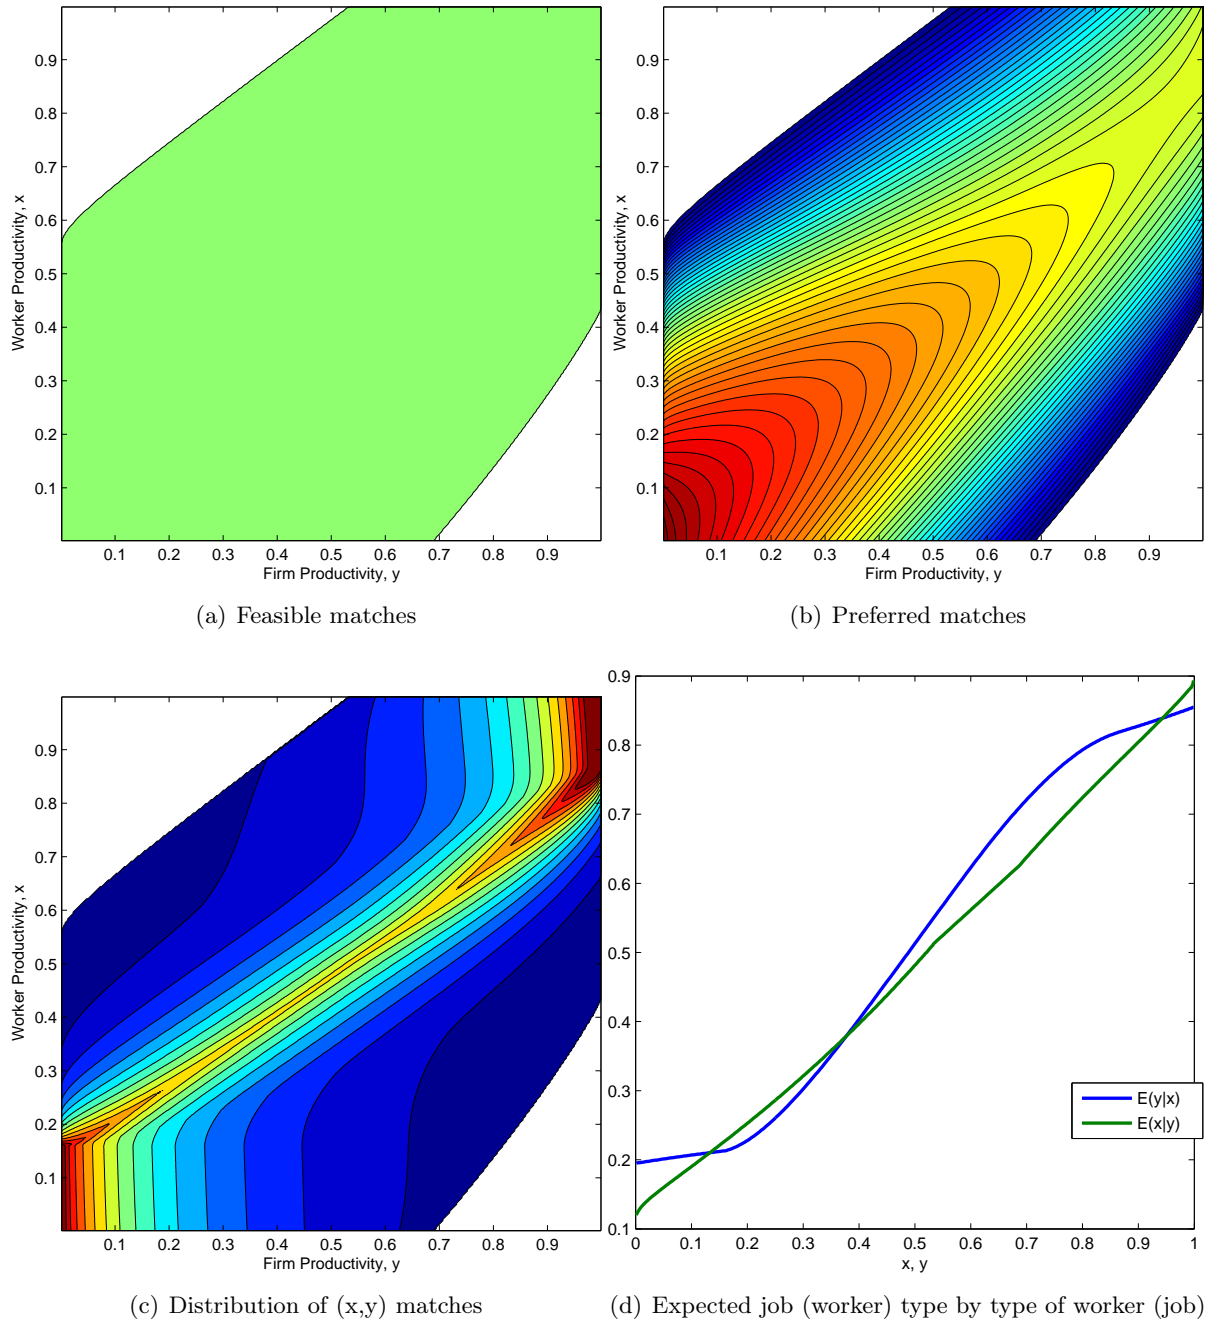 0.9
0.8
0.7
0.6
0.5
0.4
0.3
0.2
0.1
Worker Productivity, x
0.1 0.2 0.3 0.4 0.5 0.6 0.7 0.8 0.9
Firm Productivity, y
(a) Feasible matches
0.9
0.8
0.7
0.6
0.5
0.4
0.3
0.2
0.1
Worker Productivity, x
0.1 0.2 0.3 0.4 0.5 0.6 0.7 0.8 0.9
Firm Productivity, y
(b) Preferred matches
0.9
0.8
0.7
0.6
0.5
0.4
0.3
0.2
0.1
Worker Productivity, x
0.1 0.2 0.3 0.4 0.5 0.6 0.7 0.8 0.9
Firm Productivity, y
(c) Distribution of (x,y) matches
0.9
0.8
0.7
0.6
0.5
0.4
0.3
0.2
0.1
E(y|x)
E(x|y)
0 0.1 0.2 0.3 0.4 0.5 0.6 0.7 0.8 0.9 1
x, y
(d) Expected job (worker) type by type of worker (job)